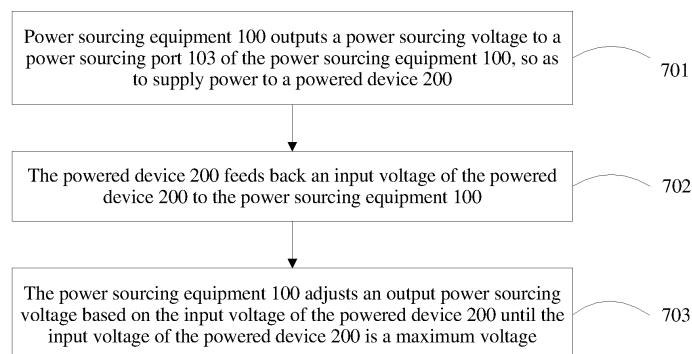 Power sourcing equipment 100 outputs a power sourcing voltage to a
power sourcing port 103 of the power sourcing equipment 100, so as
to supply power to a powered device 200
701
The powered device 200 feeds back an input voltage of the powered
device 200 to the power sourcing equipment 100
702
The power sourcing equipment 100 adjusts an output power sourcing
voltage based on the input voltage of the powered device 200 until the
input voltage of the powered device 200 is a maximum voltage
703